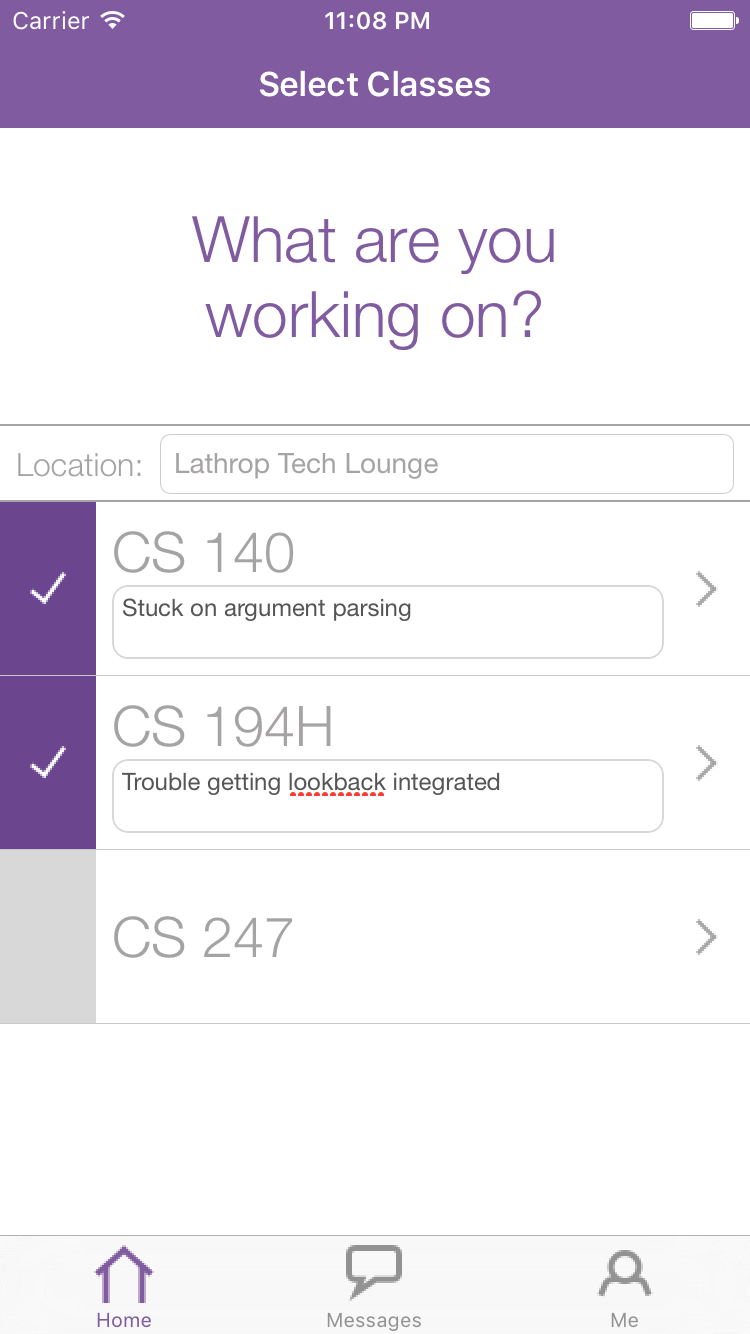 Carrier 11:08 PM
Select Classes
What are you
working on?
Location: Lathrop Tech Lounge
CS 140
Stuck on argument parsing
CS 194H
Trouble getting lookback integrated
CS 247
Home Messages Me